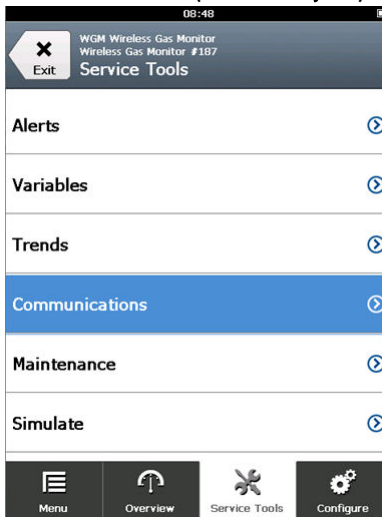 08:48
WGM Wireless Gas Monitor
Wireless Gas Monitor #187
Exit
Service Tools
Alerts
Variables
Trends
Communications
Maintenance
Simulate
Menu
Overview
Service Tools
Configure